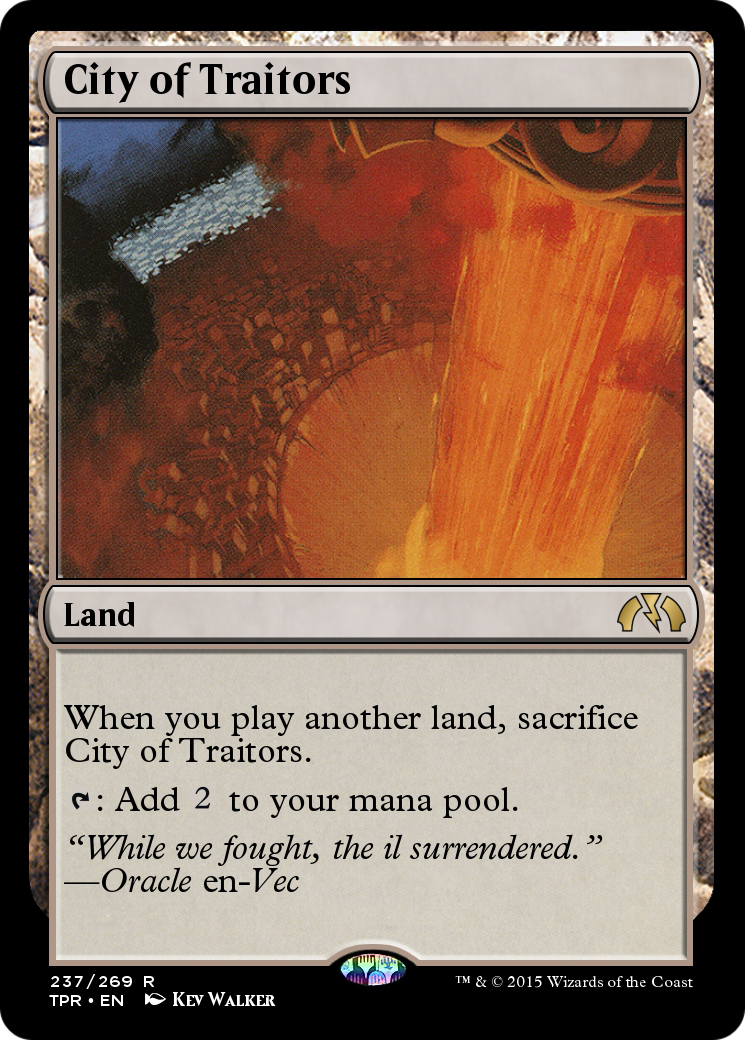 City of Traitors
Land
When you play another land, sacrifice
City of Traitors.
: Add 2 to your mana pool.
“While we fought, the il surrendered.”
—Oracle en-Vec
237/269 R
TPR • EN Kev Walker
™ & © 2015 Wizards of the Coast